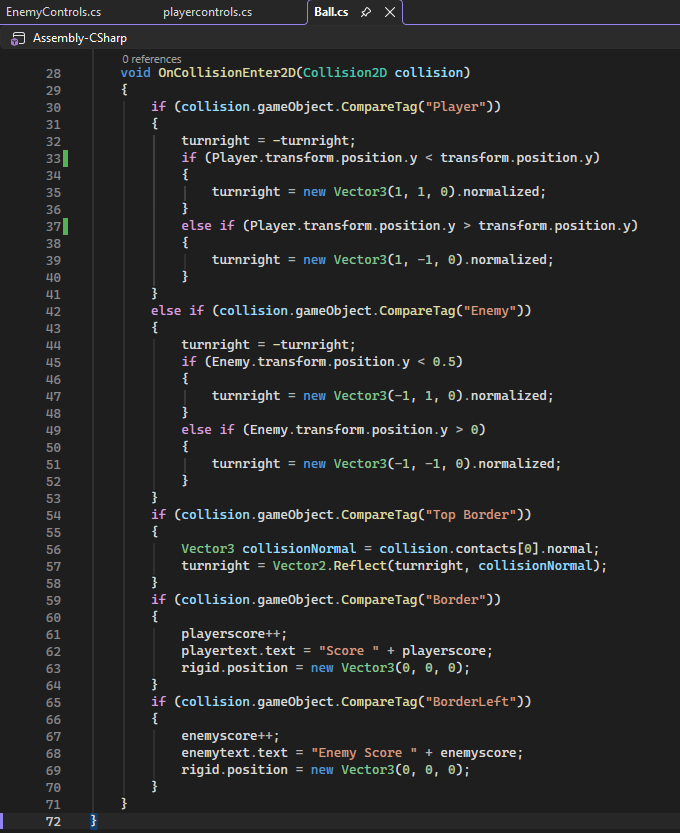 EnemyControls.cs playercontrols.cs Ball.cs
Assembly-CSharp
0 references
28 void OnCollisionEnter2D(Collision2D collision)
29 {
30 if (collision.gameObject.CompareTag("Player"))
31 {
32 turnright = -turnright;
33 if (Player.transform.position.y < transform.position.y)
34 {
35 turnright = new Vector3(1, 1, 0).normalized;
36 }
37 else if (Player.transform.position.y > transform.position.y)
38 {
39 turnright = new Vector3(1, -1, 0).normalized;
40 }
41 }
42 else if (collision.gameObject.CompareTag("Enemy"))
43 {
44 turnright = -turnright;
45 if (Enemy.transform.position.y < 0.5)
46 {
47 turnright = new Vector3(-1, 1, 0).normalized;
48 }
49 else if (Enemy.transform.position.y > 0)
50 {
51 turnright = new Vector3(-1, -1, 0).normalized;
52 }
53 }
54 if (collision.gameObject.CompareTag("Top Border"))
55 {
56 Vector3 collisionNormal = collision.contacts[0].normal;
57 turnright = Vector2.Reflect(turnright, collisionNormal);
58 }
59 if (collision.gameObject.CompareTag("Border"))
60 {
61 playerscore++;
62 playertext.text = "Score " + playerscore;
63 rigid.position = new Vector3(0, 0, 0);
64 }
65 if (collision.gameObject.CompareTag("BorderLeft"))
66 {
67 enemyscore++;
68 enemytext.text = "Enemy Score " + enemyscore;
69 rigid.position = new Vector3(0, 0, 0);
70 }
71 }
72 }